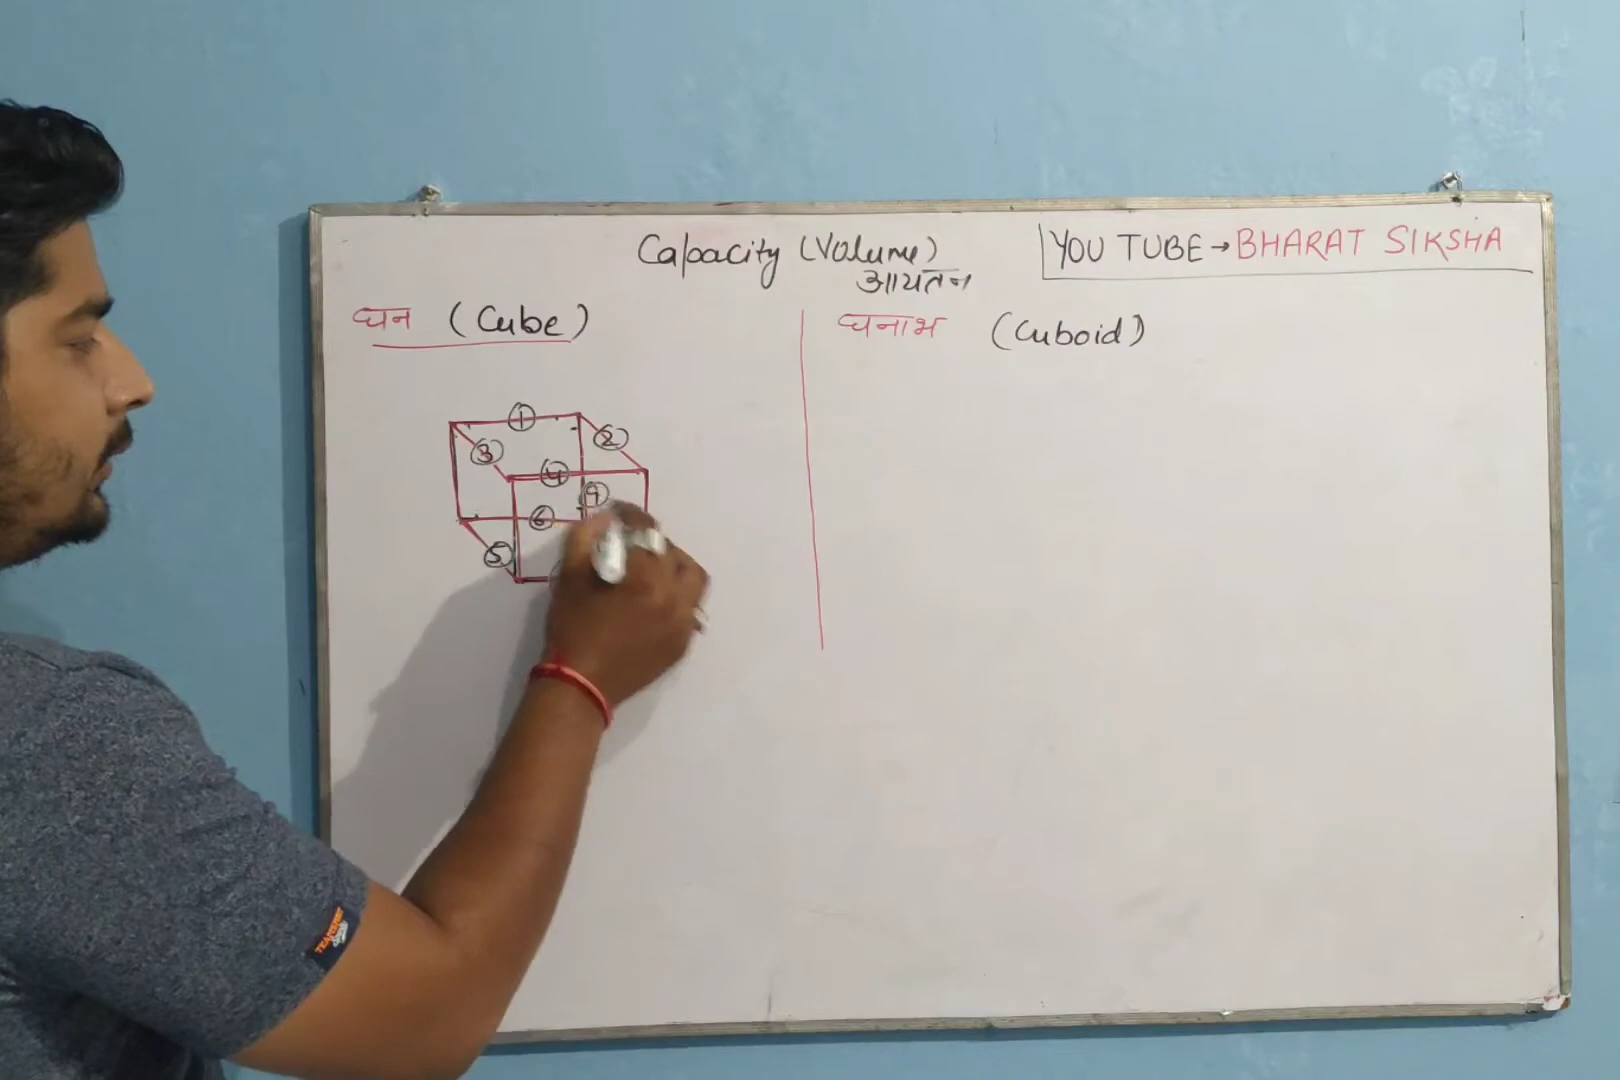 Capacity (Volume)
आयतन
YOU TUBE → BHARAT SIKSHA
घन (Cube)
घनाभ (Cuboid)
1
2
3
4
9
6
5